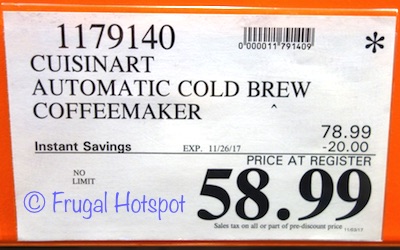 1179140
0000011791409
*
CUISINART
AUTOMATIC COLD BREW
COFFEEMAKER
78.99
Instant Savings EXP. 11/26/17 -20.00
PRICE AT REGISTER
NO
LIMIT
58.99
© Frugal Hotspot
Sales tax on all or part of pre-discount price